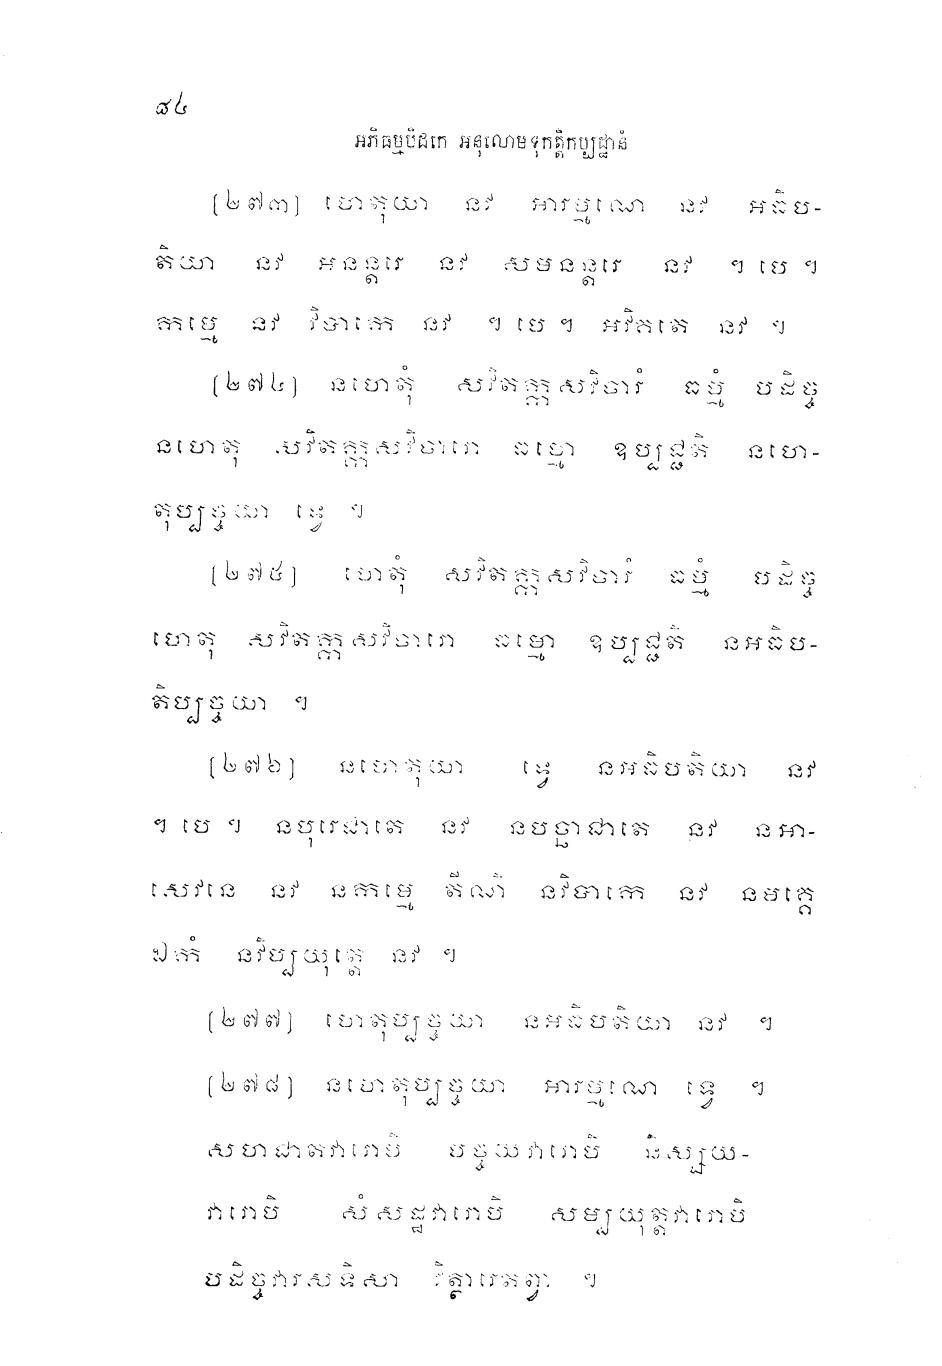 ៨៤
អភិធម្មបិដកេ អនុលោមទុកត្តិកប្បដ្ឋានំ
(២៧៣) ហេតុយា នវ អារម្មណេ នវ អធិប-
តិយា នវ អនន្តរេ នវ សមនន្តរេ នវ ។ បេ ។
កម្មេ នវ វិបាកេ នវ ។ បេ ។ អវិគតេ នវ ។
(២៧៤) នហេតុំ សវិតក្កសវិចារំ ធម្មំ បដិច្ច
នហេតុ សវិតក្កសវិចារោ ធម្មោ ឧប្បជ្ជតិ នហេ-
តុប្បច្ចយា ទ្វេ ។
(២៧៥) ហេតុំ សវិតក្កសវិចារំ ធម្មំ បដិច្ច
ហេតុ សវិតក្កសវិចារោ ធម្មោ ឧប្បជ្ជតិ នអធិប-
តិប្បច្ចយា ។
(២៧៦) នហេតុយា ទ្វេ នអធិបតិយា នវ
។ បេ ។ នបុរេជាតេ នវ នបច្ឆាជាតេ នវ នអា-
សេវនេ នវ នកម្មេ តីណិ នវិបាកេ នវ នមគ្គេ
ឯកំ នវិប្បយុត្តេ នវ ។
(២៧៧) ហេតុប្បច្ចយា នអធិបតិយា នវ ។
(២៧៨) នហេតុប្បច្ចយា អារម្មណេ ទ្វេ ។
សហជាតវារោបិ បច្ចយវារោបិ និស្សយ-
វារោបិ សំសដ្ឋវារោបិ សម្បយុត្តវារោបិ
បដិច្ចវារសទិសា វិត្ថារេតព្វា ។